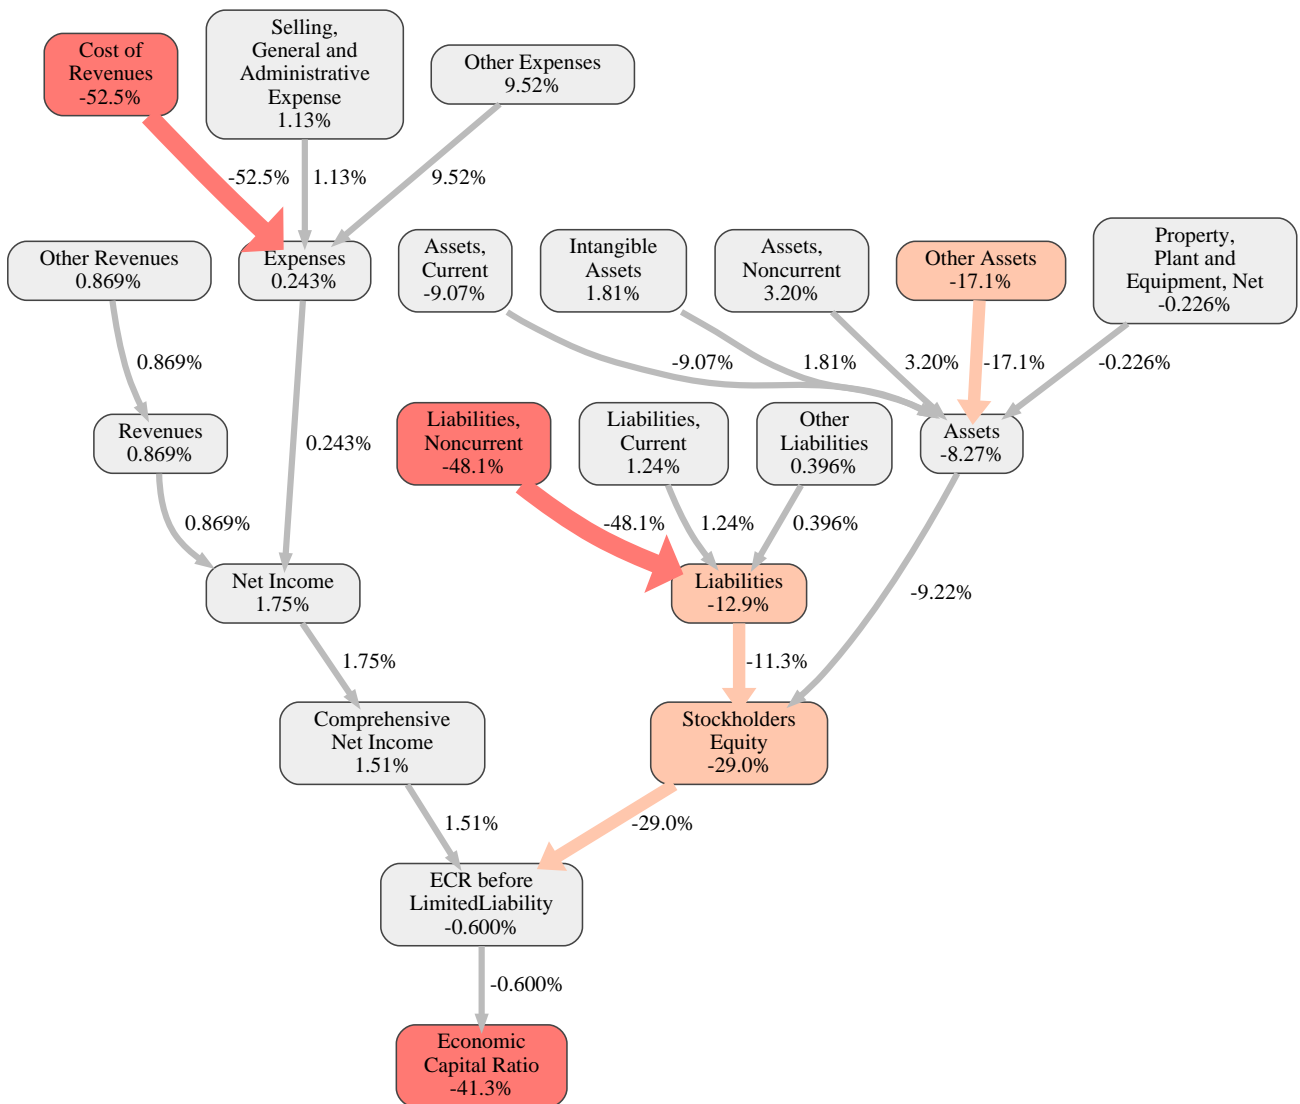 Cost of
Revenues
-52.5%
Selling,
General and
Administrative
Expense
1.13%
Other Expenses
9.52%
-52.5%
1.13%
9.52%
Other Revenues
0.869%
Expenses
0.243%
Assets,
Current
-9.07%
Intangible
Assets
1.81%
Assets,
Noncurrent
3.20%
Other Assets
-17.1%
Property,
Plant and
Equipment, Net
-0.226%
0.869%
-9.07%
1.81%
3.20%
-17.1%
-0.226%
Revenues
0.869%
0.243%
Liabilities,
Noncurrent
-48.1%
Liabilities,
Current
1.24%
Other
Liabilities
0.396%
Assets
-8.27%
0.869%
-48.1%
1.24%
0.396%
Net Income
1.75%
Liabilities
-12.9%
-9.22%
1.75%
-11.3%
Comprehensive
Net Income
1.51%
Stockholders
Equity
-29.0%
1.51%
-29.0%
ECR before
LimitedLiability
-0.600%
-0.600%
Economic
Capital Ratio
-41.3%